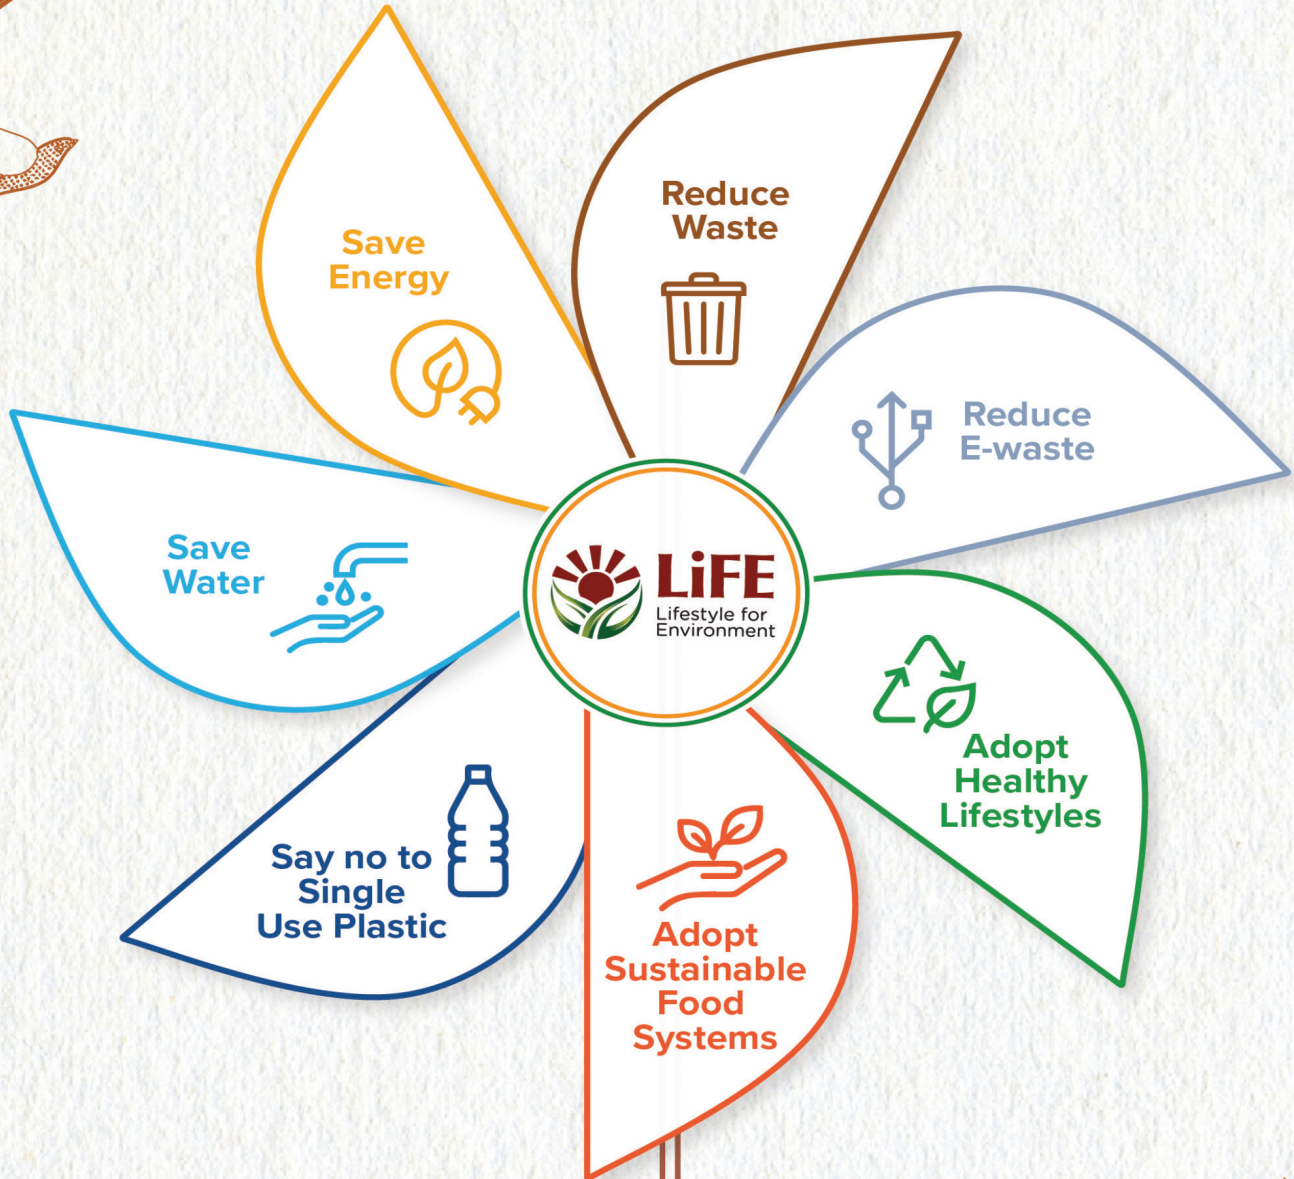 Reduce
Waste
Save
Energy
Reduce
E-waste
Save
Water
LiFE
Lifestyle for
Environment
Adopt
Healthy
Lifestyles
Say no to
Single
Use Plastic
Adopt
Sustainable
Food
Systems